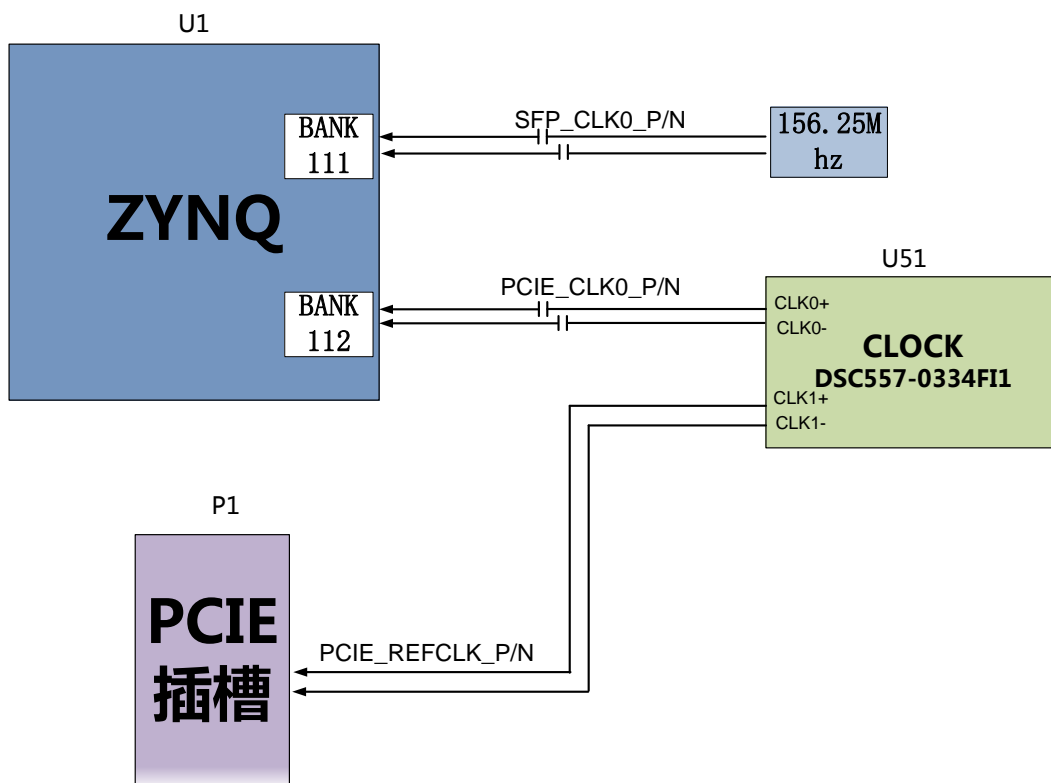 U1
BANK
111
SFP_CLK0_P/N
156.25M
hz
ZYNQ
U51
BANK
112
PCIE_CLK0_P/N
CLK0+
CLK0-
CLOCK
DSC557-0334FI1
CLK1+
CLK1-
P1
PCIE
插槽
PCIE_REFCLK_P/N